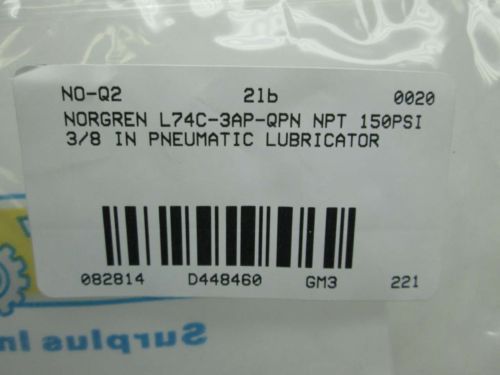 NO-Q2 21b 0020
NORGREN L74C-3AP-QPN NPT 150PSI
3/8 IN PNEUMATIC LUBRICATOR
082814 D448460 GM3 221
Surplus In